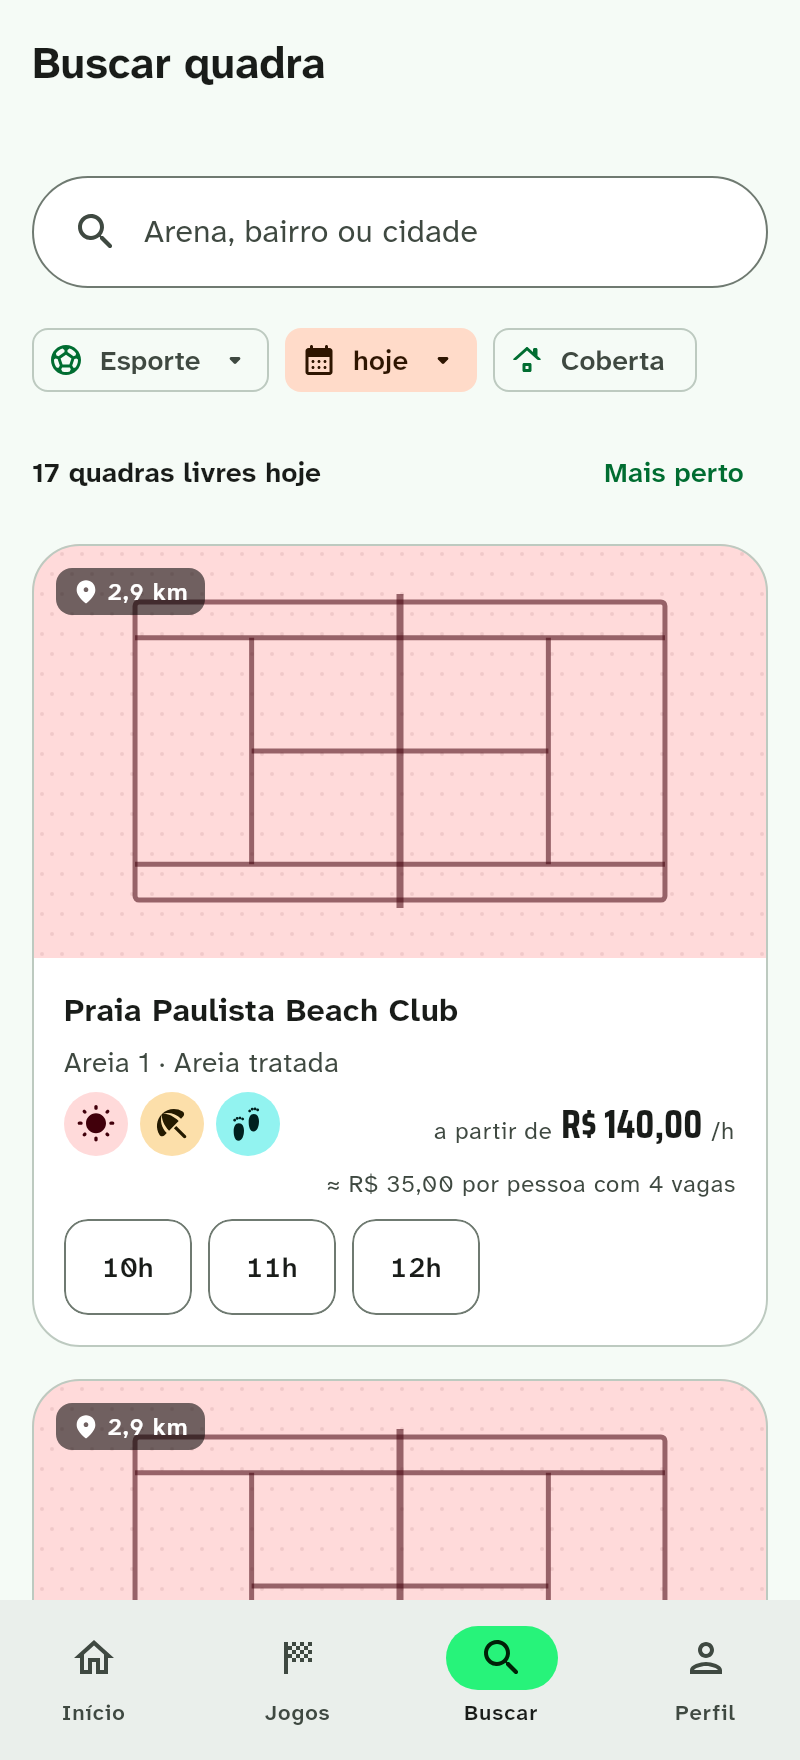 Buscar quadra
Arena, bairro ou cidade
Esporte hoje Coberta
17 quadras livres hoje Mais perto
2,9 km
Praia Paulista Beach Club
Areia 1 · Areia tratada
a partir de R$ 140,00 /h
≈ R$ 35,00 por pessoa com 4 vagas
10h 11h 12h
2,9 km
Início Jogos Buscar Perfil